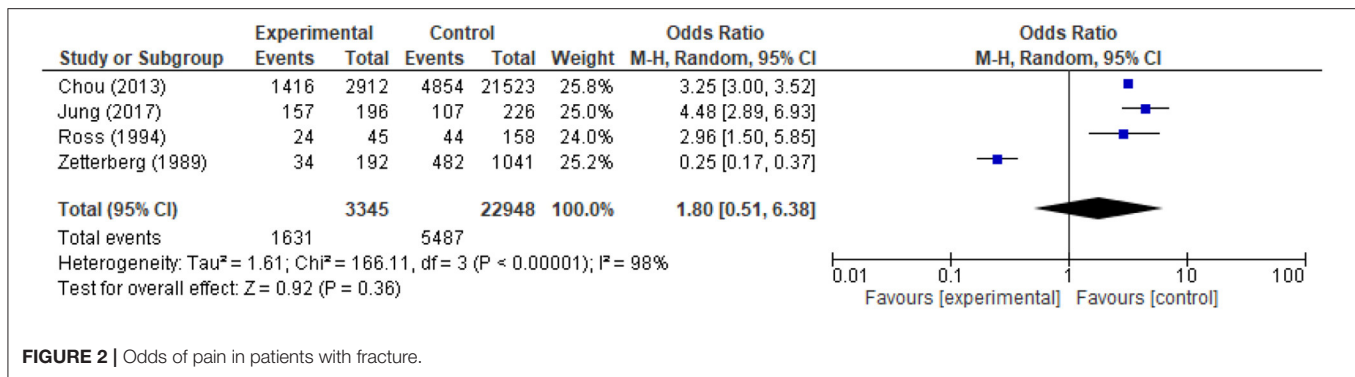 Experimental Control Odds Ratio Odds Ratio
Study or Subgroup Events Total Events Total Weight M-H, Random, 95% CI M-H, Random, 95% CI
Chou (2013) 1416 2912 4854 21523 25.8% 3.25 [3.00, 3.52]
Jung (2017) 157 196 107 226 25.0% 4.48 [2.89, 6.93]
Ross (1994) 24 45 44 158 24.0% 2.96 [1.50, 5.85]
Zetterberg (1989) 34 192 482 1041 25.2% 0.25 [0.17, 0.37]
Total (95% CI) 3345 22948 100.0% 1.80 [0.51, 6.38]
Total events 1631 5487
Heterogeneity: Tau² = 1.61; Chi² = 166.11, df = 3 (P < 0.00001); I² = 98%
Test for overall effect: Z = 0.92 (P = 0.36)
0.01 0.1 1 10 100
Favours [experimental] Favours [control]
FIGURE 2 | Odds of pain in patients with fracture.